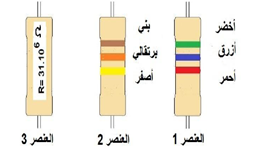 أخضر
أزرق
أحمر
العنصر 1
بني
برتقالي
أصفر
العنصر 2
R= 31.10⁶ Ω
العنصر 3